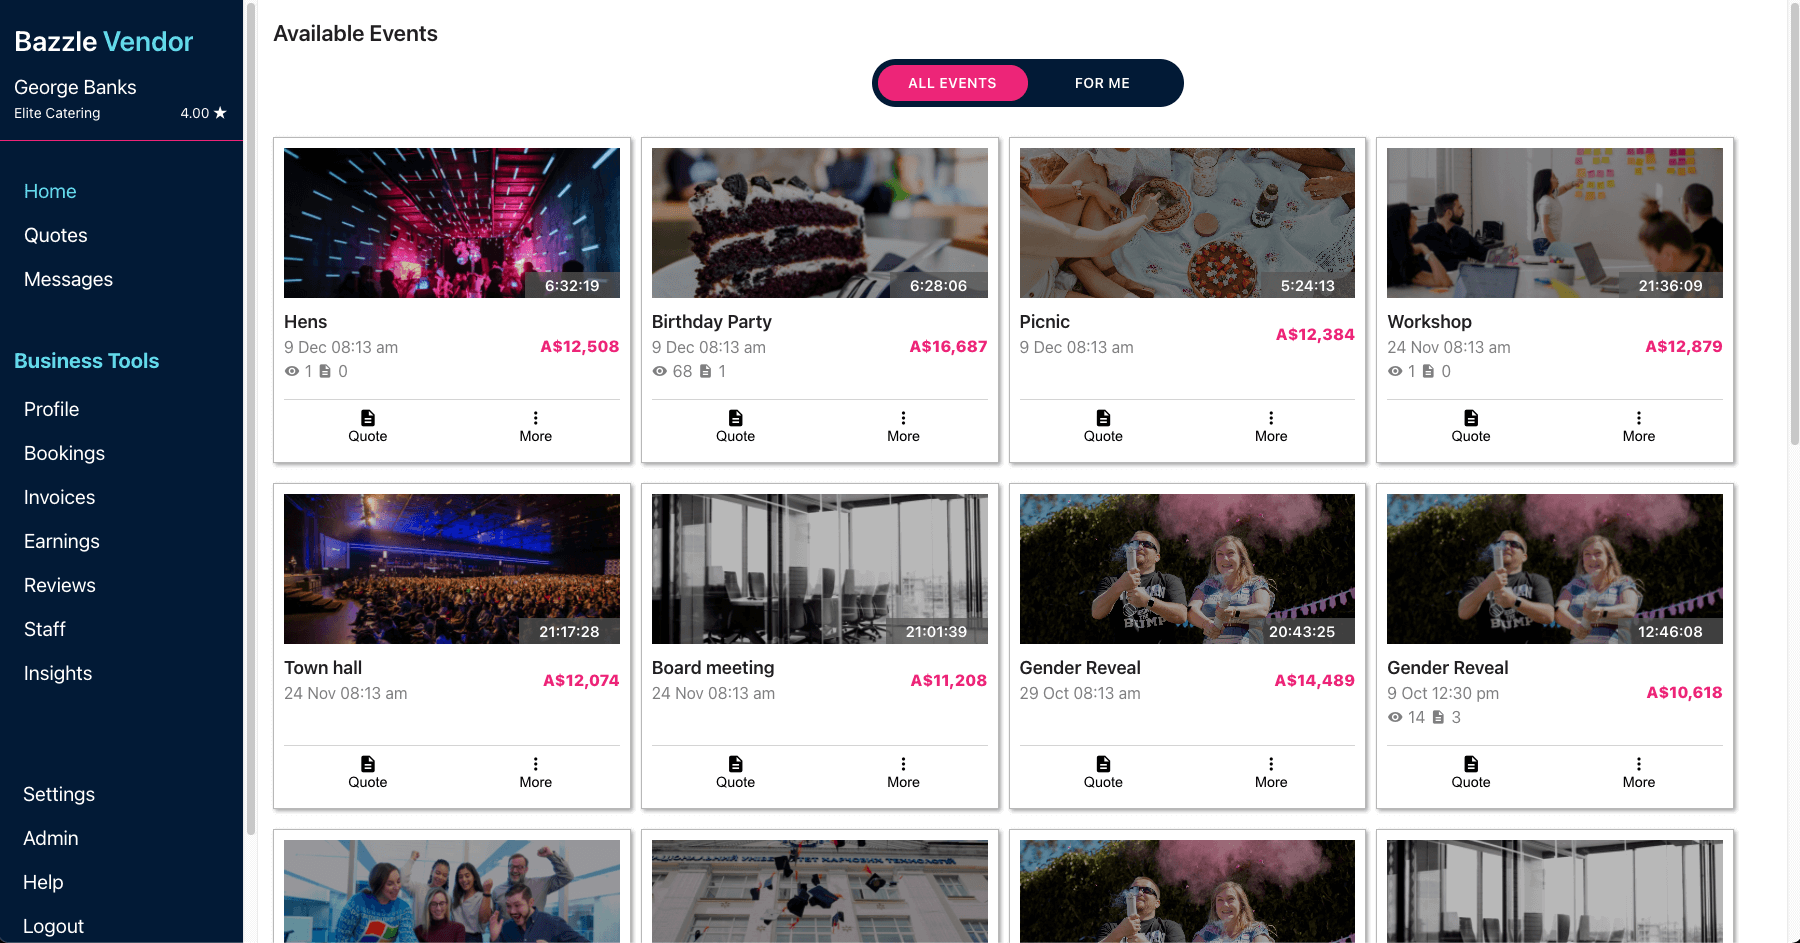 Bazzle Vendor
George Banks
Elite Catering 4.00 ★
Home
Quotes
Messages
Business Tools
Profile
Bookings
Invoices
Earnings
Reviews
Staff
Insights
Settings
Admin
Help
Logout
Available Events
ALL EVENTS FOR ME
6:32:19
Hens
9 Dec 08:13 am
A$12,508
1 0
Quote More
6:28:06
Birthday Party
9 Dec 08:13 am
A$16,687
68 1
Quote More
5:24:13
Picnic
9 Dec 08:13 am
A$12,384
Quote More
21:36:09
Workshop
24 Nov 08:13 am
A$12,879
1 0
Quote More
21:17:28
Town hall
24 Nov 08:13 am
A$12,074
Quote More
21:01:39
Board meeting
24 Nov 08:13 am
A$11,208
Quote More
BUMP
20:43:25
Gender Reveal
29 Oct 08:13 am
A$14,489
Quote More
BUMP
12:46:08
Gender Reveal
9 Oct 12:30 pm
A$10,618
14 3
Quote More